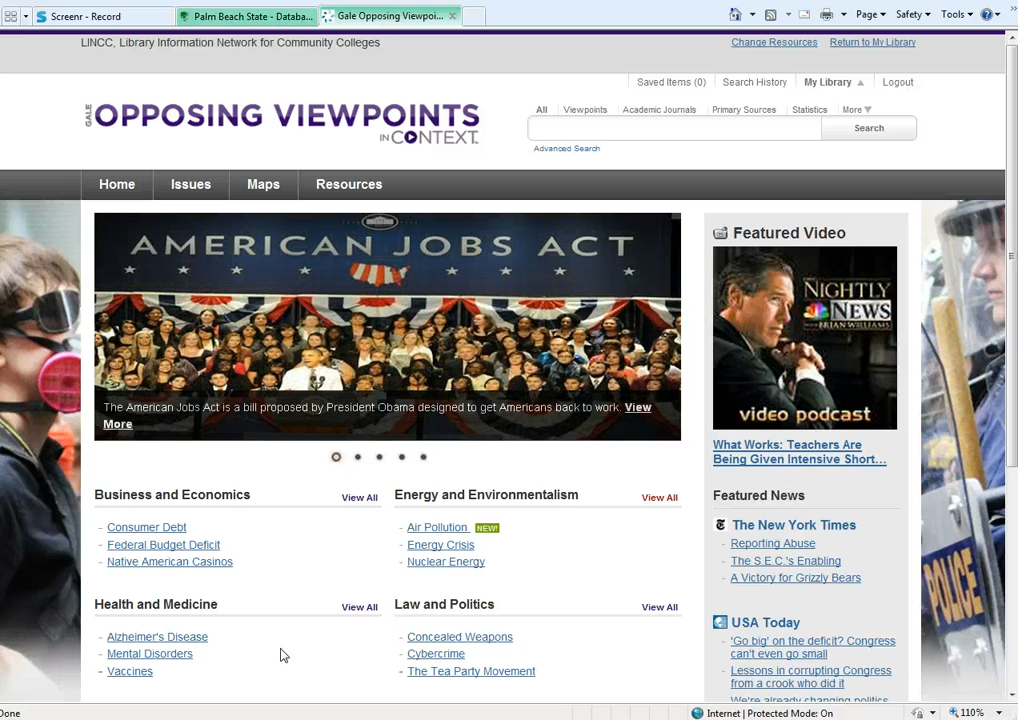 Screenr - Record
Palm Beach State - Databa...
Gale Opposing Viewpoi...
Page
Safety
Tools
LINCC, Library Information Network for Community Colleges
Change Resources
Return to My Library
Saved Items (0)
Search History
My Library
Logout
GALE
OPPOSING VIEWPOINTS
IN CONTEXT
All
Viewpoints
Academic Journals
Primary Sources
Statistics
More
Search
Advanced Search
Home
Issues
Maps
Resources
AMERICAN JOBS ACT
The American Jobs Act is a bill proposed by President Obama designed to get Americans back to work. View
More
Featured Video
NIGHTLY
NEWS
WITH BRIAN WILLIAMS
video podcast
What Works: Teachers Are
Being Given Intensive Short...
Business and Economics
View All
- Consumer Debt
- Federal Budget Deficit
- Native American Casinos
Energy and Environmentalism
View All
- Air Pollution NEW!
- Energy Crisis
- Nuclear Energy
Health and Medicine
View All
- Alzheimer's Disease
- Mental Disorders
- Vaccines
Law and Politics
View All
- Concealed Weapons
- Cybercrime
- The Tea Party Movement
Featured News
The New York Times
- Reporting Abuse
- The S.E.C.'s Enabling
- A Victory for Grizzly Bears
USA Today
- 'Go big' on the deficit? Congress
can't even go small
- Lessons in corrupting Congress
from a crook who did it
- We're already changing politics
POLICE
Done
Internet | Protected Mode: On
110%